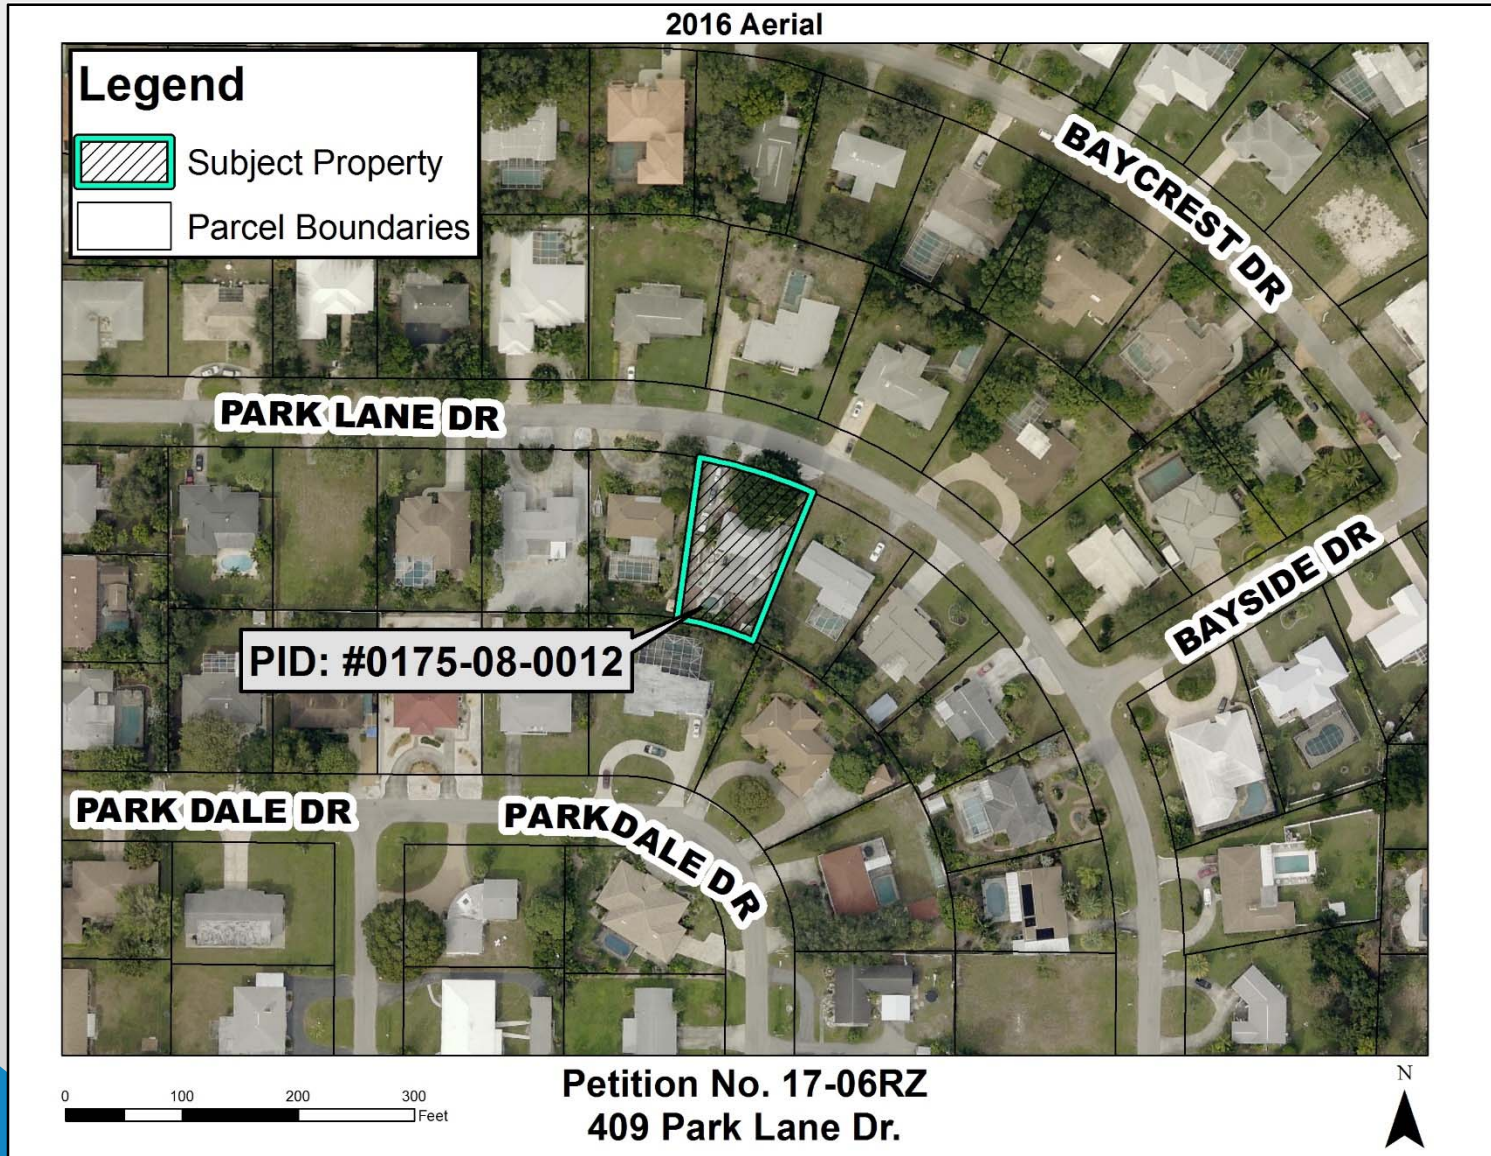 2016 Aerial
Legend
Subject Property
Parcel Boundaries
BAYCREST DR
PARK LANE DR
BAYSIDE DR
PID: #0175-08-0012
PARK DALE DR
PARKDALE DR
0 100 200 300
Feet
Petition No. 17-06RZ
409 Park Lane Dr.
N